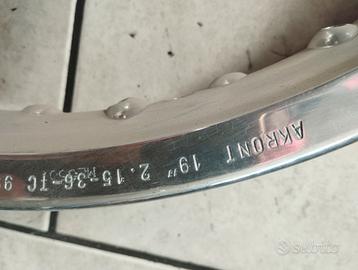 AKRONT 19" 2.15-36 TC 9
subito